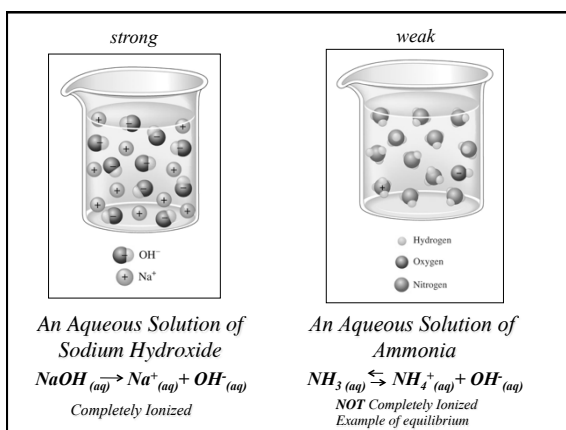 strong
weak
+
−
+
−
−
+
−
+
−
+
−
+
+
−
+
−
+
−
+
−
+
−
+
−
− OH⁻
+ Na⁺
Hydrogen
Oxygen
Nitrogen
An Aqueous Solution of
Sodium Hydroxide
NaOH (aq) → Na⁺(aq) + OH⁻(aq)
Completely Ionized
An Aqueous Solution of
Ammonia
NH₃ (aq) ⇆ NH₄⁺(aq) + OH⁻(aq)
NOT Completely Ionized
Example of equilibrium